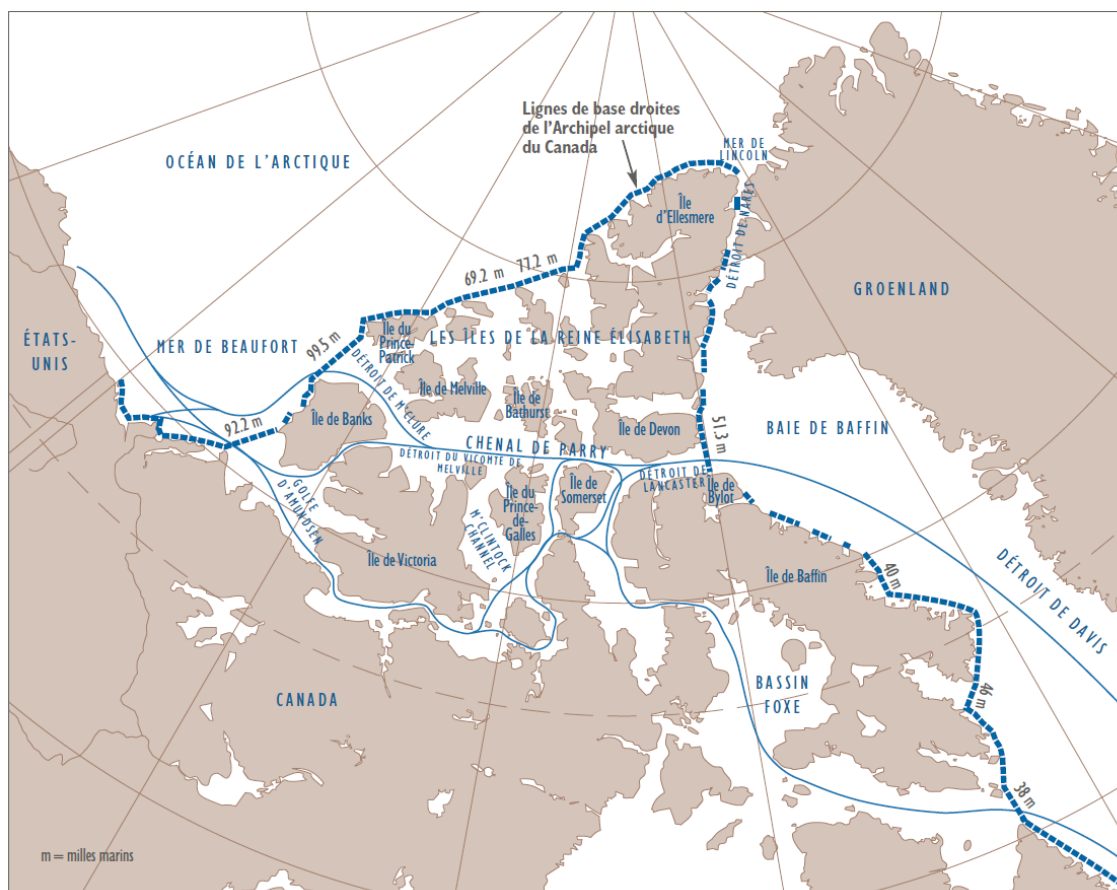 Lignes de base droites
de l'Archipel arctique
du Canada
MER DE
LINCOLN
OCÉAN DE L'ARCTIQUE
Île
d'Ellesmere
DÉTROIT DE NARES
69.2 m
77.2 m
GROENLAND
ÉTATS-
UNIS
MER DE BEAUFORT
99.5 m
Île du
Prince-
Patrick
LES ÎLES DE LA REINE ÉLISABETH
DÉTROIT DE M'CLURE
Île de Melville
Île de
Bathurst
92.2 m
Île de Banks
Île de Devon
51.3 m
BAIE DE BAFFIN
CHENAL DE PARRY
DÉTROIT DU VICOMTE DE
MELVILLE
DÉTROIT DE
LANCASTER
Île de
Bylot
GOLFE
D'AMUNDSEN
Île du
Prince-
de-
Galles
Île de
Somerset
M'CLINTOCK
CHANNEL
Île de Victoria
Île de Baffin
40 m
DÉTROIT DE DAVIS
CANADA
BASSIN
FOXE
46 m
38 m
m = milles marins